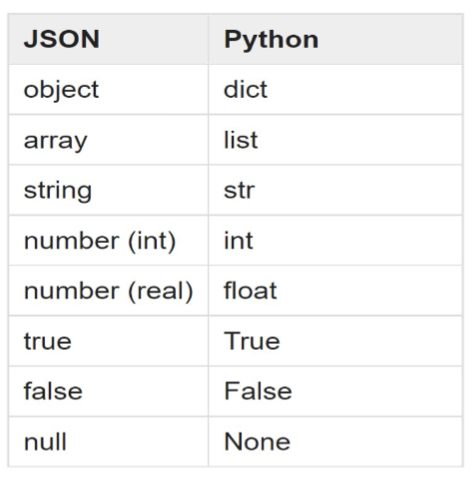 JSON Python
object dict
array list
string str
number (int) int
number (real) float
true True
false False
null None